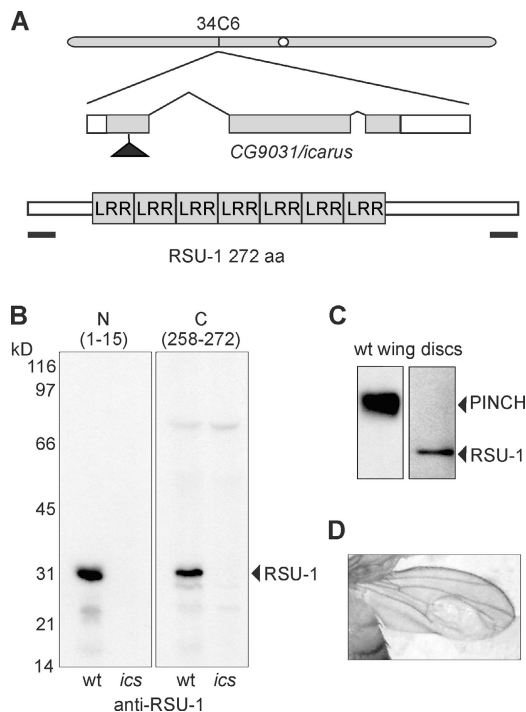 A
34C6
CG9031/icarus
LRR LRR LRR LRR LRR LRR LRR
RSU-1 272 aa
B
N
(1-15)
C
(258-272)
kD
116
97
66
45
31
21
14
RSU-1
wt ics wt ics
anti-RSU-1
C
wt wing discs
PINCH
RSU-1
D